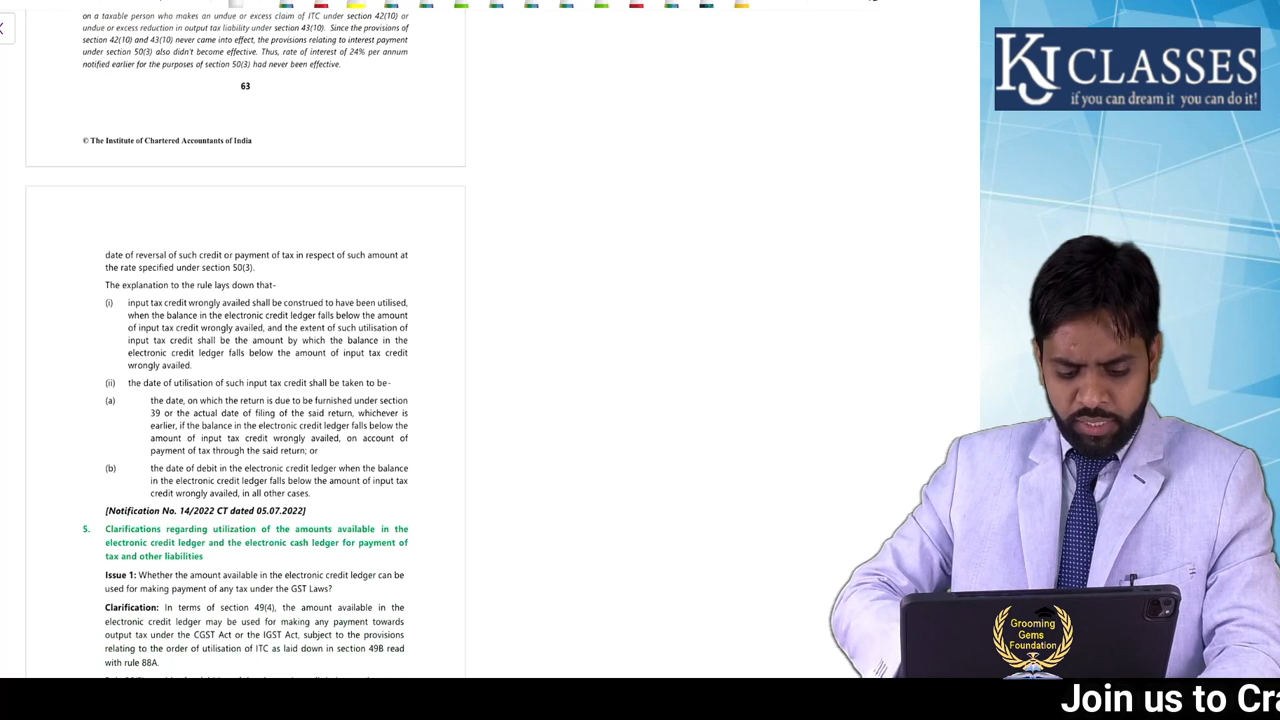 on a taxable person who makes an undue or excess claim of ITC under section 42(10) or
undue or excess reduction in output tax liability under section 43(10). Since the provisions of
section 42(10) and 43(10) never came into effect, the provisions relating to interest payment
under section 50(3) also didn't become effective. Thus, rate of interest of 24% per annum
notified earlier for the purposes of section 50(3) had never been effective.
63
© The Institute of Chartered Accountants of India
date of reversal of such credit or payment of tax in respect of such amount at
the rate specified under section 50(3).
The explanation to the rule lays down that-
(i) input tax credit wrongly availed shall be construed to have been utilised,
when the balance in the electronic credit ledger falls below the amount
of input tax credit wrongly availed, and the extent of such utilisation of
input tax credit shall be the amount by which the balance in the
electronic credit ledger falls below the amount of input tax credit
wrongly availed.
(ii) the date of utilisation of such input tax credit shall be taken to be-
(a) the date, on which the return is due to be furnished under section
39 or the actual date of filing of the said return, whichever is
earlier, if the balance in the electronic credit ledger falls below the
amount of input tax credit wrongly availed, on account of
payment of tax through the said return; or
(b) the date of debit in the electronic credit ledger when the balance
in the electronic credit ledger falls below the amount of input tax
credit wrongly availed, in all other cases.
[Notification No. 14/2022 CT dated 05.07.2022]
5. Clarifications regarding utilization of the amounts available in the
electronic credit ledger and the electronic cash ledger for payment of
tax and other liabilities
Issue 1: Whether the amount available in the electronic credit ledger can be
used for making payment of any tax under the GST Laws?
Clarification: In terms of section 49(4), the amount available in the
electronic credit ledger may be used for making any payment towards
output tax under the CGST Act or the IGST Act, subject to the provisions
relating to the order of utilisation of ITC as laid down in section 49B read
with rule 88A.
KJ CLASSES
if you can dream it you can do it!
Grooming
Gems
Foundation
Join us to Cra